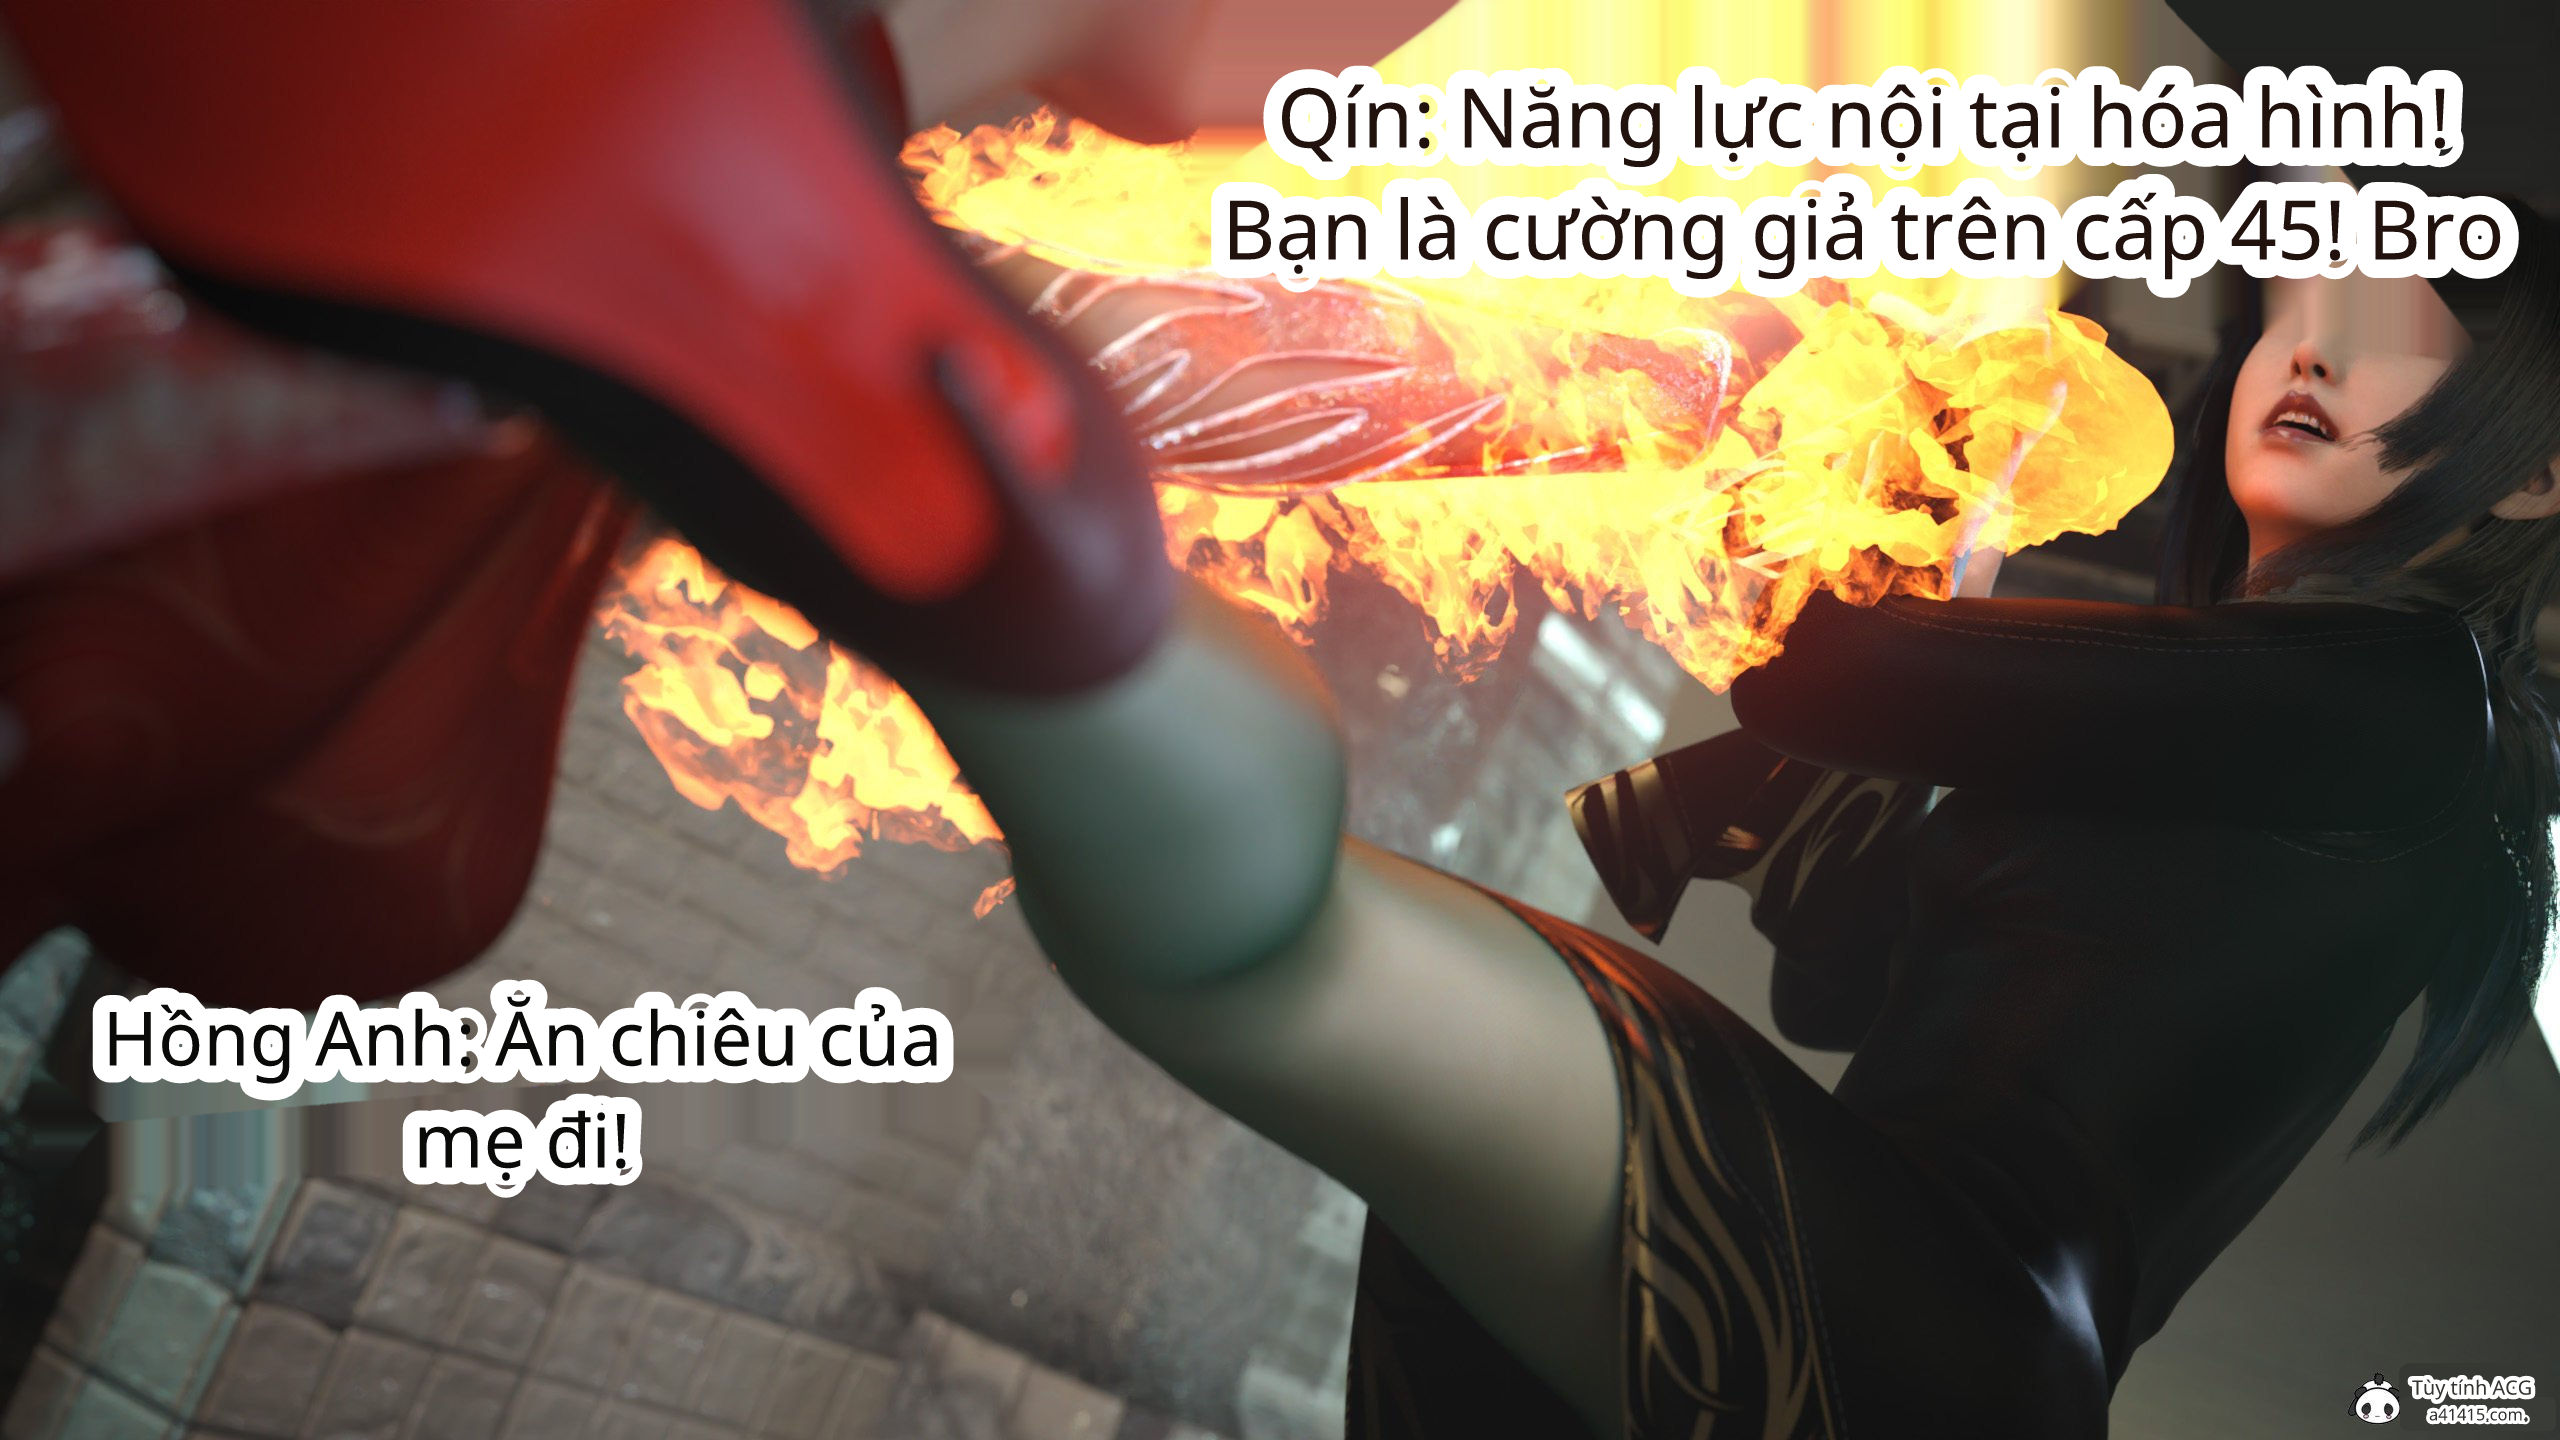 Qín: Năng lực nội tại hóa hình!
Bạn là cường giả trên cấp 45! Bro
Hồng Anh: Ăn chiêu của
mẹ đi!
Tùy tính ACG
a41415.com.